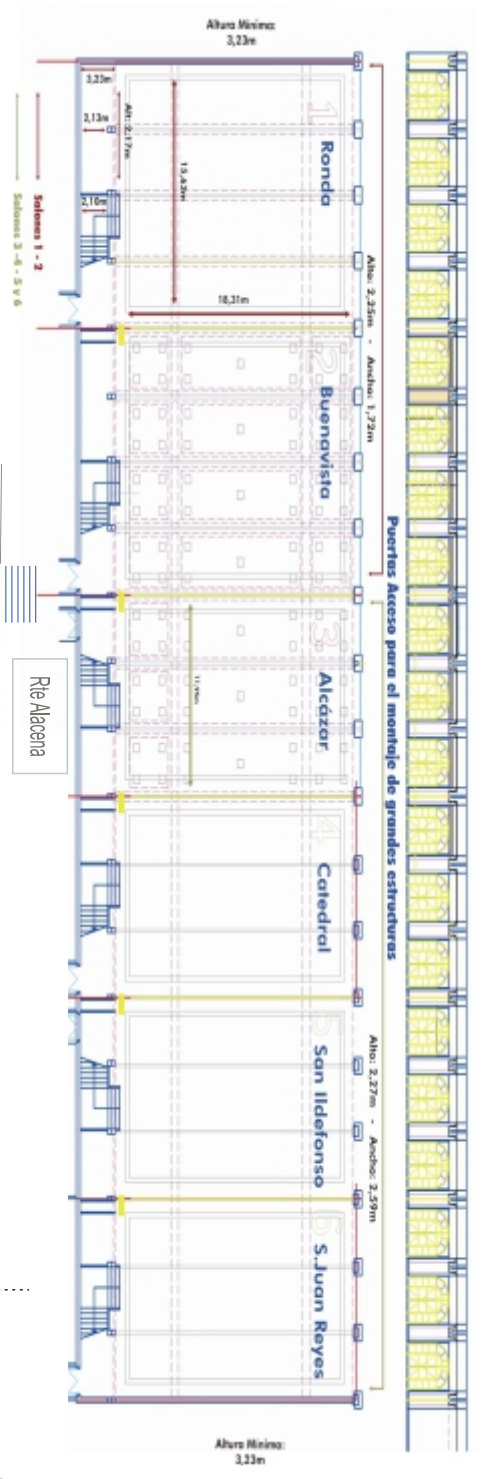 Altura Mínima:
3,23m
3,23m
3,13m
2,10m
Alt: 2,17m
15,63m
18,31m
1
Ronda
2
Buenavista
3
Alcázar
4
Catedral
5
San Ildefonso
6
S.Juan Reyes
Alto: 2,25m - Ancho: 1,72m
Puertas Acceso para el montaje de grandes estructuras
Alto: 2,27m - Ancho: 2,59m
Salones 1 - 2
Salones 3 -4 - 5 y 6
Rte Alacena
Altura Mínima:
3,23m